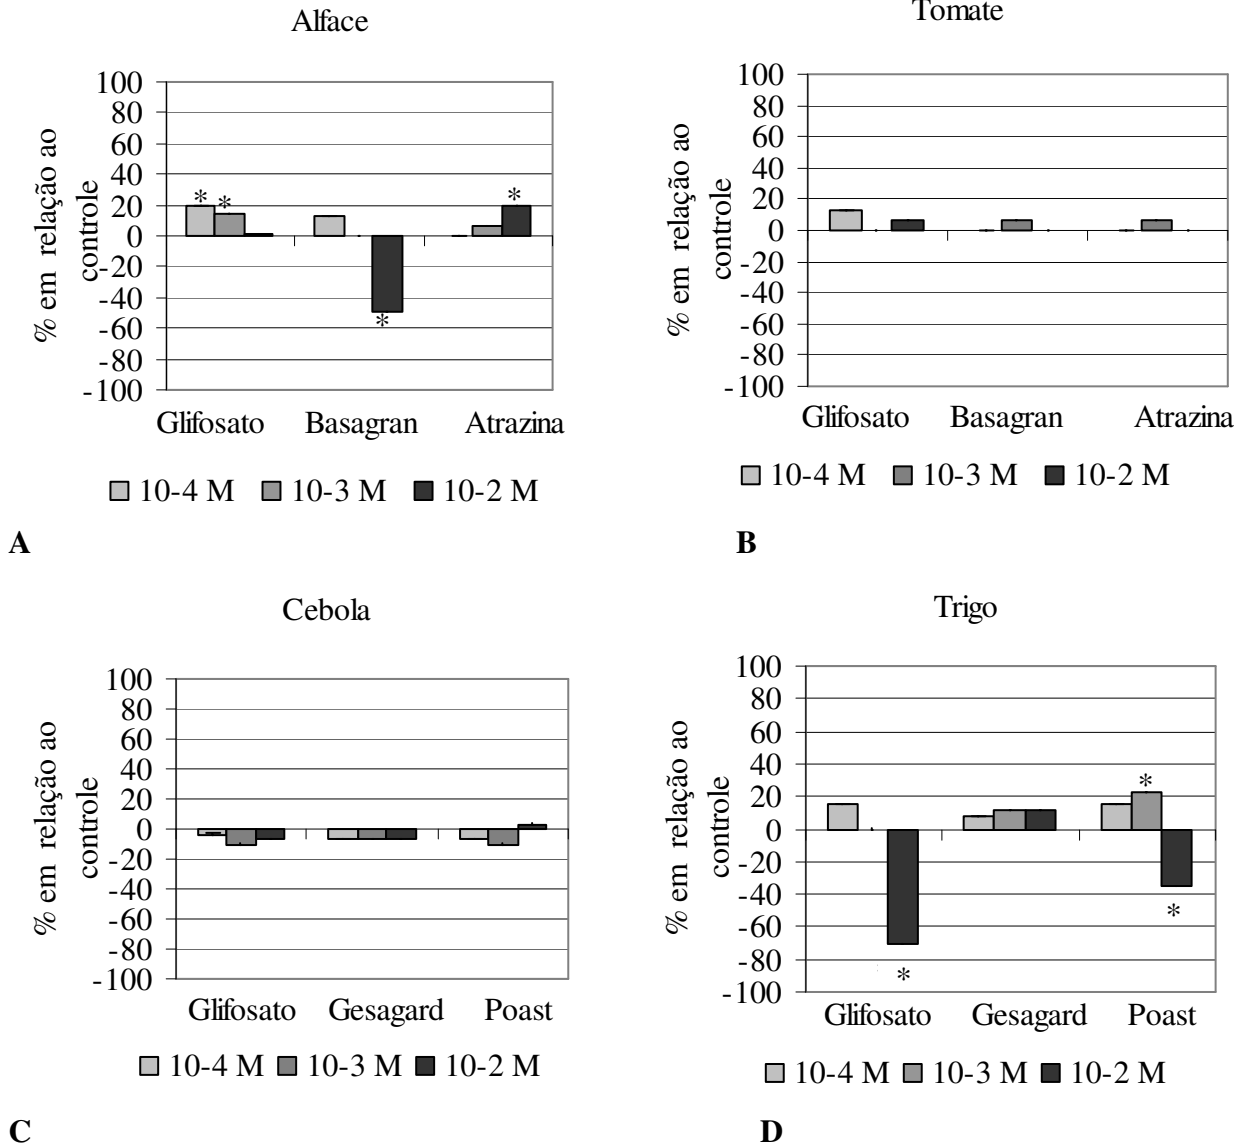 Alface
% em relação ao
controle
100
80
60
40
20
0
-20
-40
-60
-80
-100
* * * *
Glifosato Basagran Atrazina
10-4 M 10-3 M 10-2 M
A
Tomate
% em relação ao
controle
100
80
60
40
20
0
-20
-40
-60
-80
-100
Glifosato Basagran Atrazina
10-4 M 10-3 M 10-2 M
B
Cebola
% em relação ao
controle
100
80
60
40
20
0
-20
-40
-60
-80
-100
Glifosato Gesagard Poast
10-4 M 10-3 M 10-2 M
C
Trigo
% em relação ao
controle
100
80
60
40
20
0
-20
-40
-60
-80
-100
* * *
Glifosato Gesagard Poast
10-4 M 10-3 M 10-2 M
D